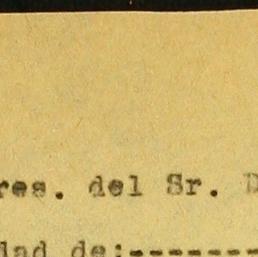 res. del Sr. D
dad de:--------